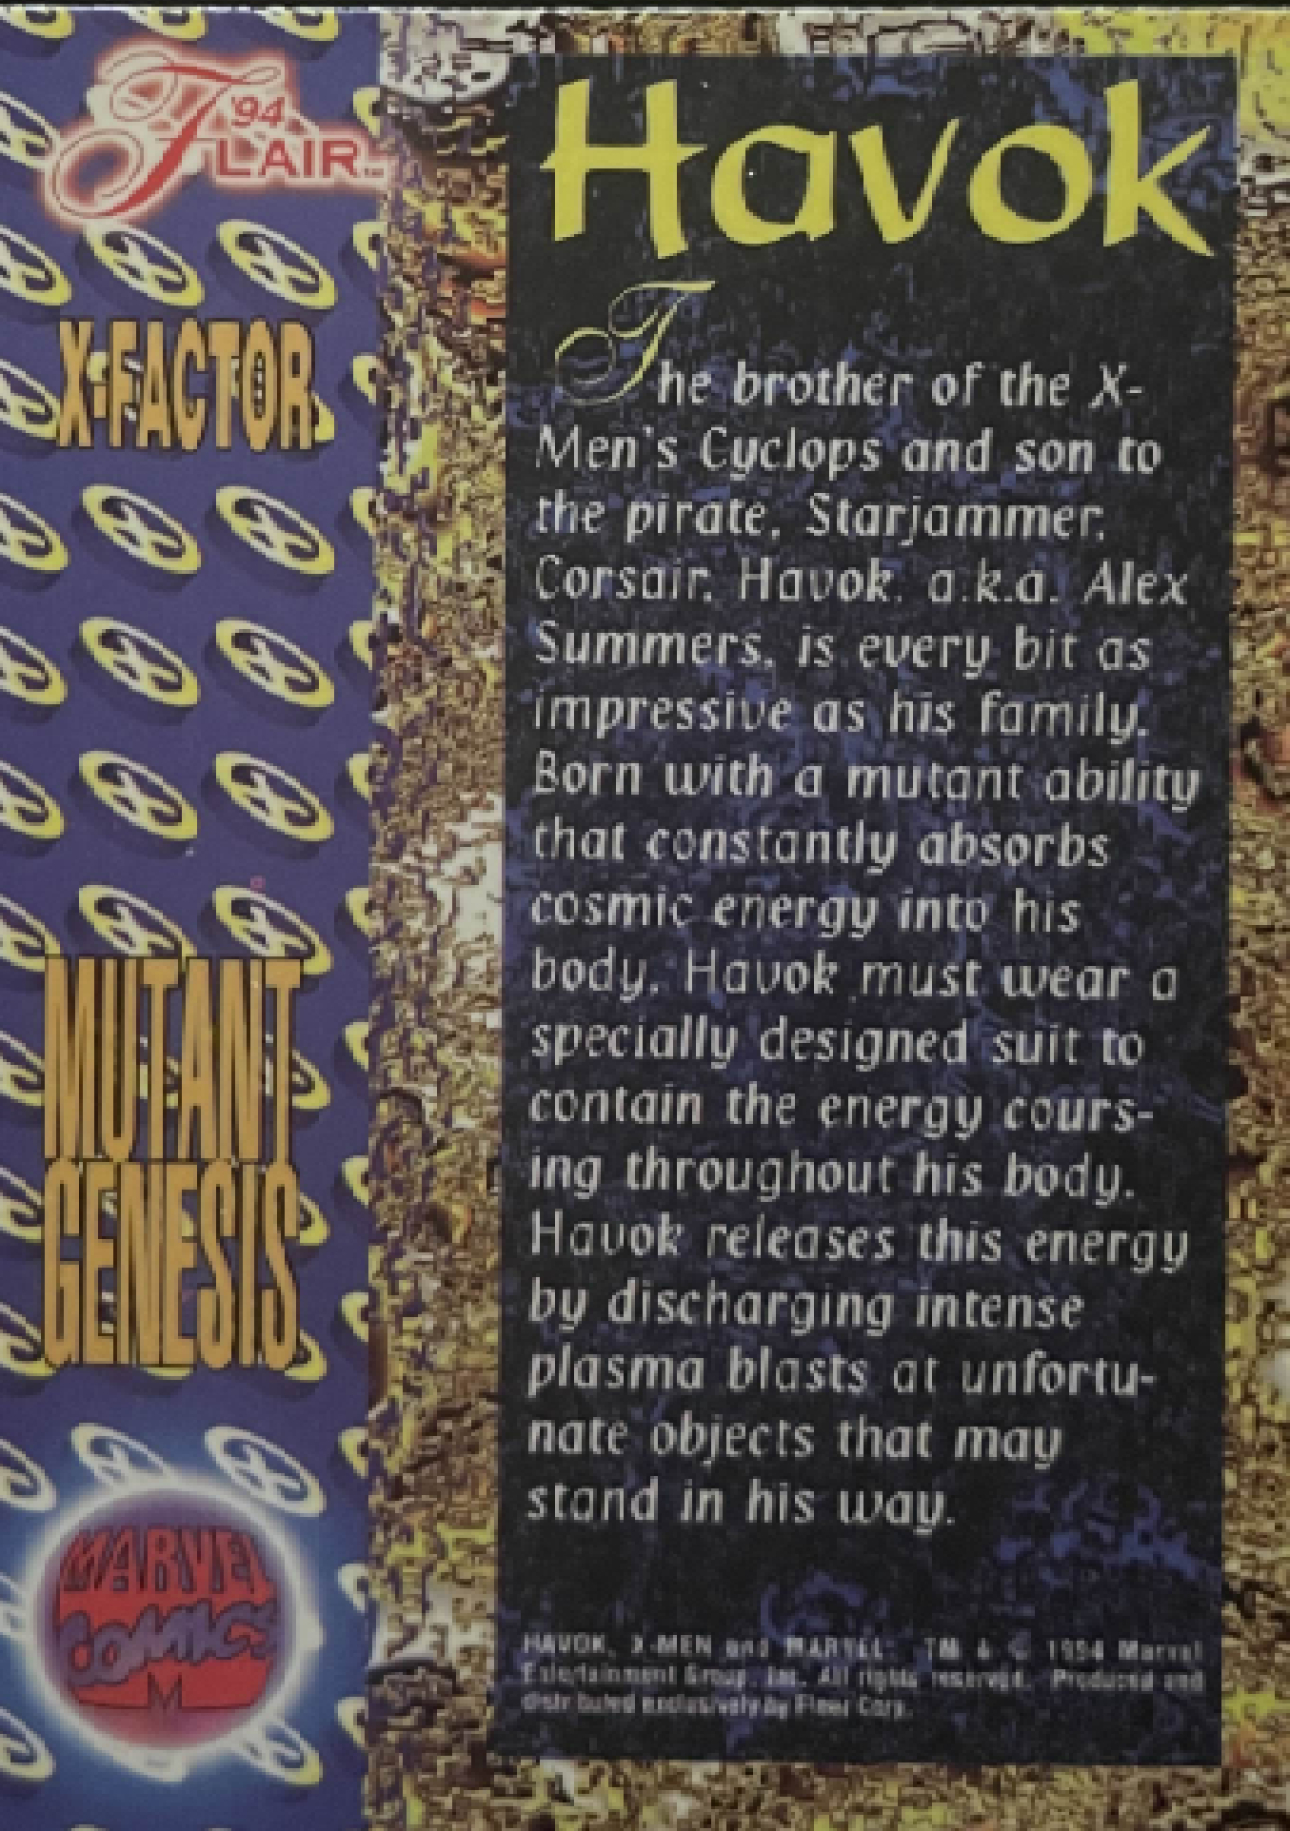 '94
FLAIR
X-FACTOR
MUTANT
GENESIS
MARVEL
COMICS
M
Havok
The brother of the X-
Men's Cyclops and son to
the pirate, Starjammer,
Corsair, Havok, a.k.a. Alex
Summers, is every bit as
impressive as his family.
Born with a mutant ability
that constantly absorbs
cosmic energy into his
body, Havok must wear a
specially designed suit to
contain the energy cours-
ing throughout his body.
Havok releases this energy
by discharging intense
plasma blasts at unfortu-
nate objects that may
stand in his way.
HAVOK, X-MEN and MARVEL: TM & © 1994 Marvel
Entertainment Group, Inc. All rights reserved. Produced and
distributed exclusively by Fleer Corp.